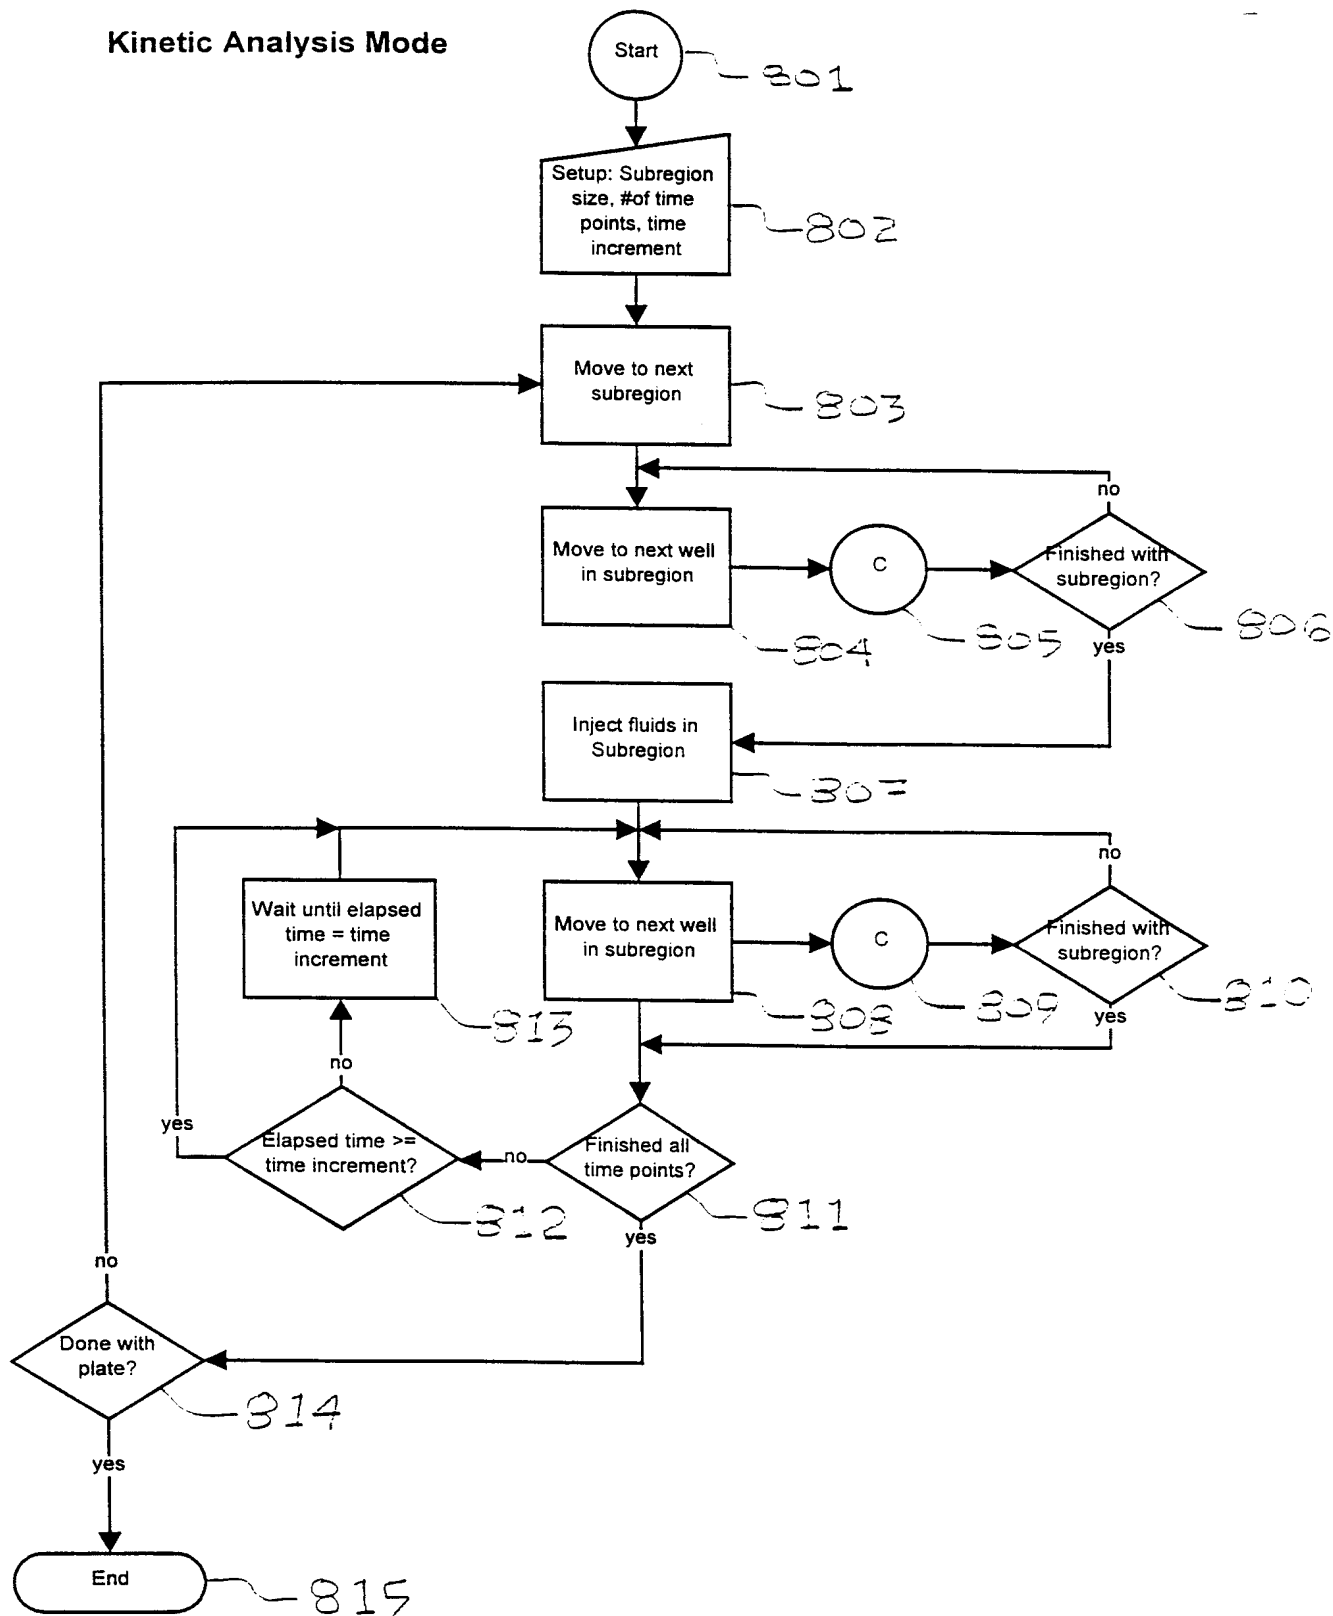 Kinetic Analysis Mode
Start
801
Setup: Subregion
size, #of time
points, time
increment
802
Move to next
subregion
803
no
Move to next well
in subregion
804
C
805
Finished with
subregion?
806
yes
Inject fluids in
Subregion
807
no
Wait until elapsed
time = time
increment
813
Move to next well
in subregion
808
C
809
Finished with
subregion?
810
yes
no
yes
Elapsed time >=
time increment?
812
no
Finished all
time points?
811
yes
no
Done with
plate?
814
yes
End
815